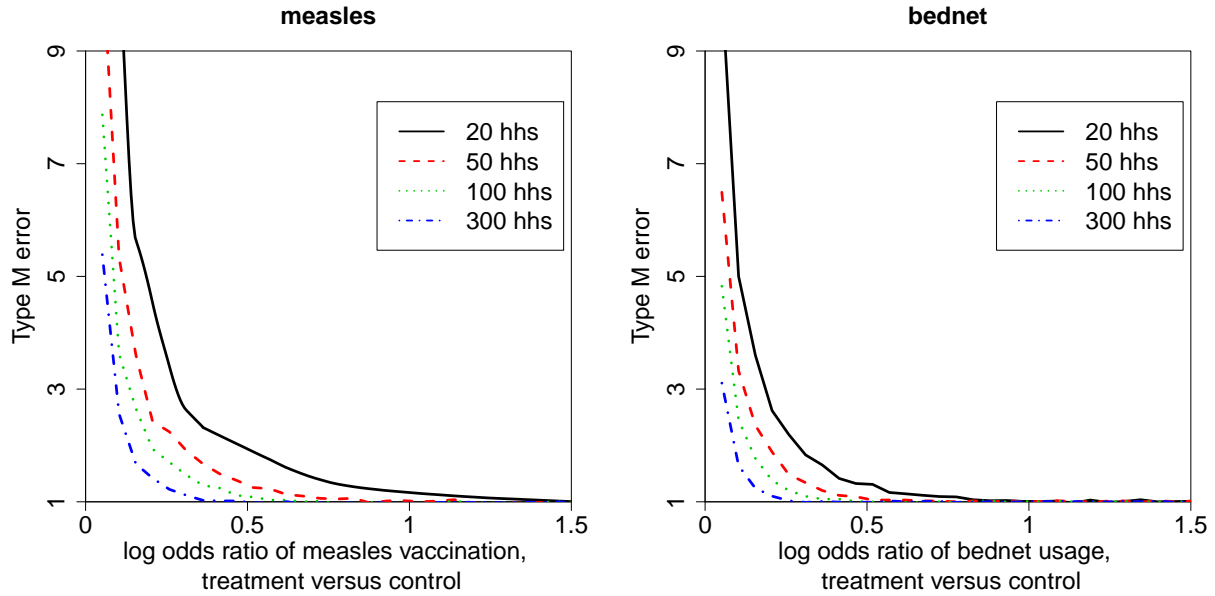 measles
9
7
5
3
1
Type M error
20 hhs
50 hhs
100 hhs
300 hhs
0
0.5
1
1.5
log odds ratio of measles vaccination,
treatment versus control
bednet
9
7
5
3
1
Type M error
20 hhs
50 hhs
100 hhs
300 hhs
0
0.5
1
1.5
log odds ratio of bednet usage,
treatment versus control